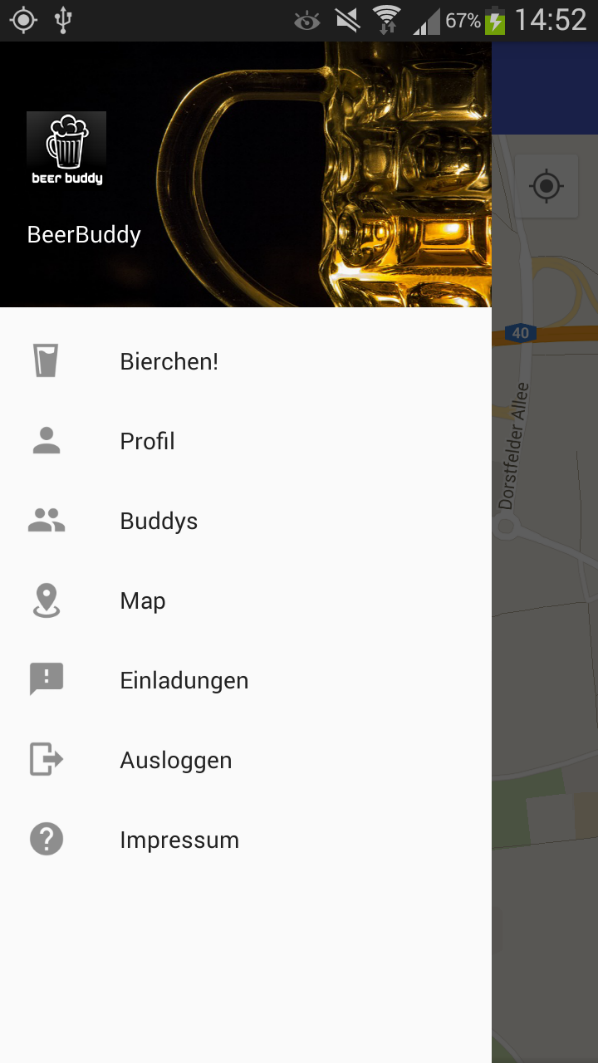 67% 14:52
beer buddy
BeerBuddy
40
Bierchen!
Dorstfelder Allee
Profil
Buddys
Map
Einladungen
Ausloggen
Impressum